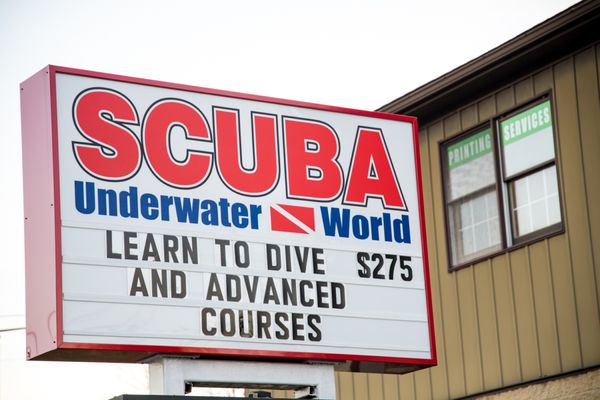 SCUBA
Underwater World
LEARN TO DIVE $275
AND ADVANCED
COURSES
PRINTING SERVICES